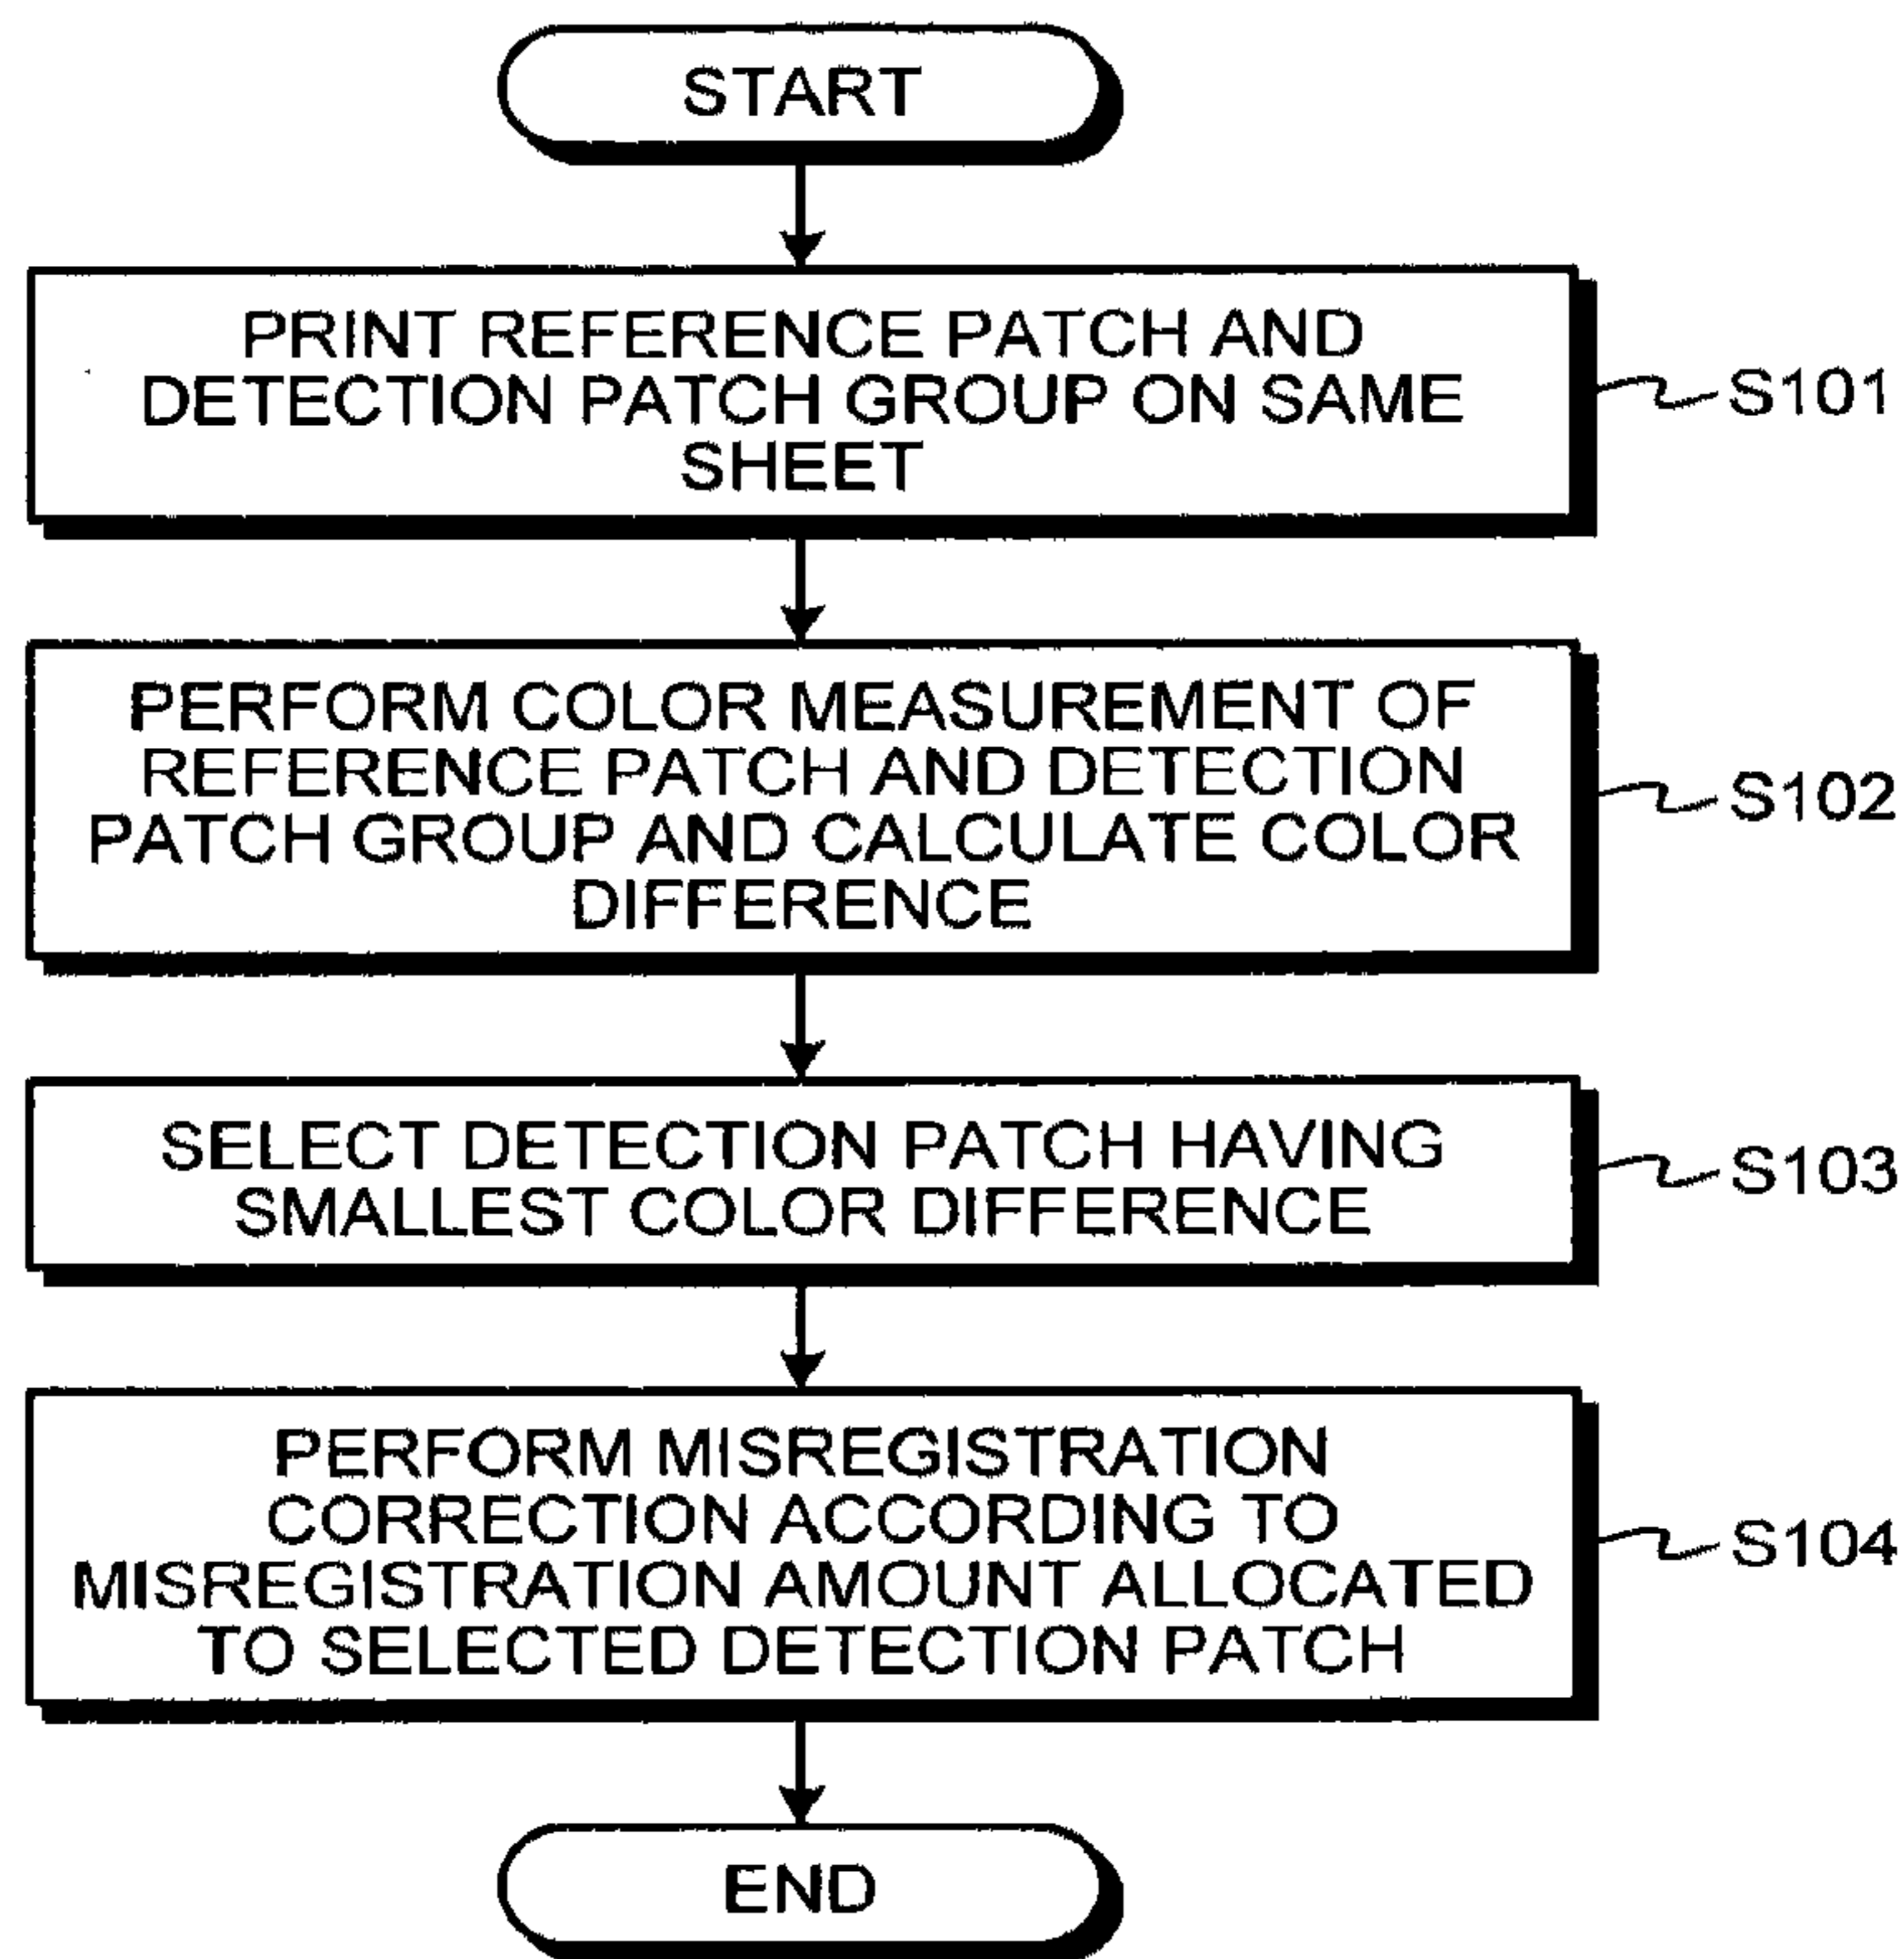 START
PRINT REFERENCE PATCH AND
DETECTION PATCH GROUP ON SAME
SHEET
S101
PERFORM COLOR MEASUREMENT OF
REFERENCE PATCH AND DETECTION
PATCH GROUP AND CALCULATE COLOR
DIFFERENCE
S102
SELECT DETECTION PATCH HAVING
SMALLEST COLOR DIFFERENCE
S103
PERFORM MISREGISTRATION
CORRECTION ACCORDING TO
MISREGISTRATION AMOUNT ALLOCATED
TO SELECTED DETECTION PATCH
S104
END